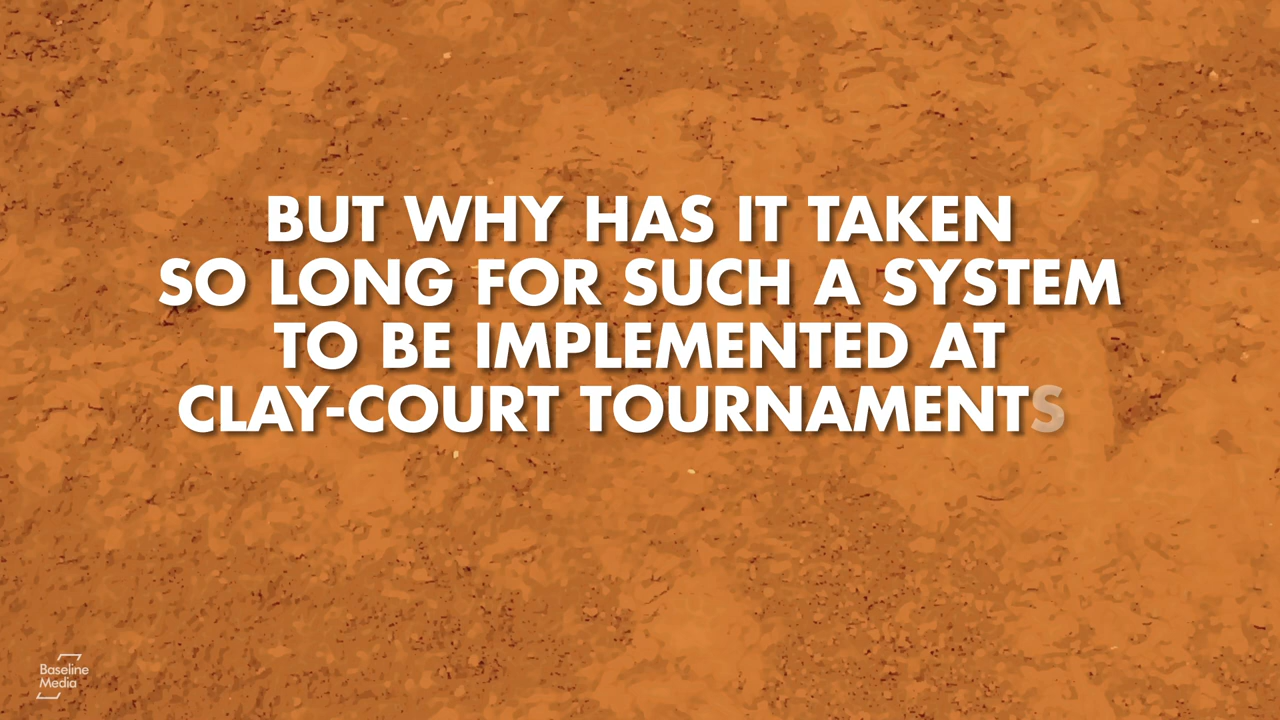 BUT WHY HAS IT TAKEN
SO LONG FOR SUCH A SYSTEM
TO BE IMPLEMENTED AT
CLAY-COURT TOURNAMENTS
Baseline
Media